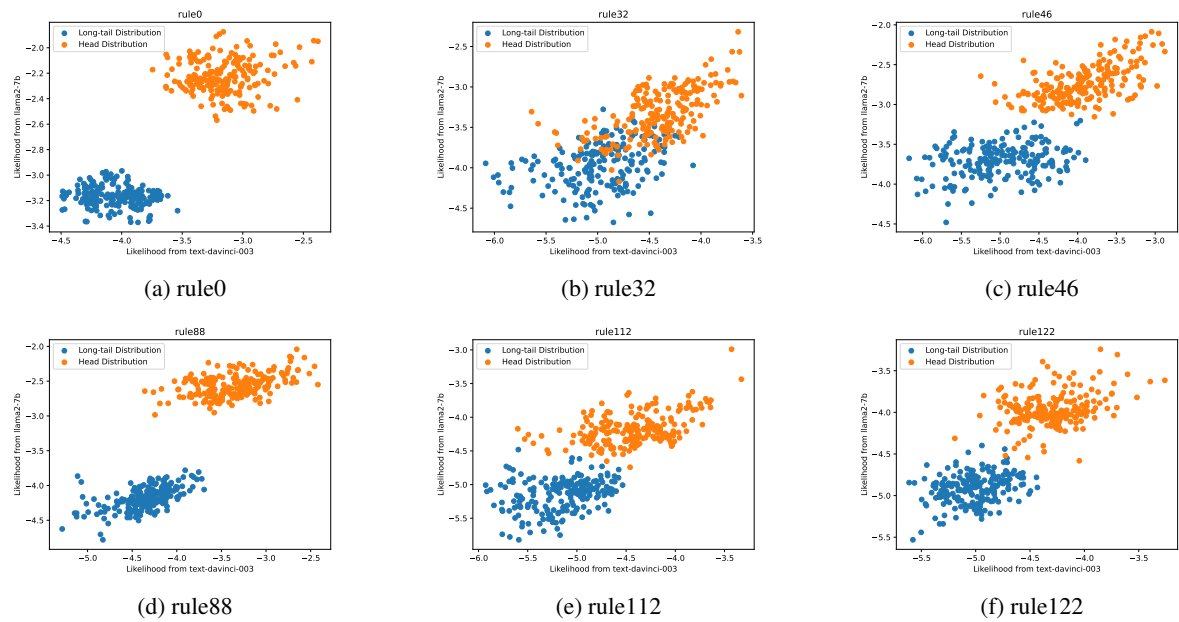 rule0
Long-tail Distribution
Head Distribution
Likelihood from llama2-7b
−2.0
−2.2
−2.4
−2.6
−2.8
−3.0
−3.2
−3.4
−4.5 −4.0 −3.5 −3.0 −2.5
Likelihood from text-davinci-003
(a) rule0
rule32
Long-tail Distribution
Head Distribution
Likelihood from llama2-7b
−2.5
−3.0
−3.5
−4.0
−4.5
−6.0 −5.5 −5.0 −4.5 −4.0 −3.5
Likelihood from text-davinci-003
(b) rule32
rule46
Long-tail Distribution
Head Distribution
Likelihood from llama2-7b
−2.0
−2.5
−3.0
−3.5
−4.0
−4.5
−6.0 −5.5 −5.0 −4.5 −4.0 −3.5 −3.0
Likelihood from text-davinci-003
(c) rule46
rule88
Long-tail Distribution
Head Distribution
Likelihood from llama2-7b
−2.0
−2.5
−3.0
−3.5
−4.0
−4.5
−5.0 −4.5 −4.0 −3.5 −3.0 −2.5
Likelihood from text-davinci-003
(d) rule88
rule112
Long-tail Distribution
Head Distribution
Likelihood from llama2-7b
−3.0
−3.5
−4.0
−4.5
−5.0
−5.5
−6.0 −5.5 −5.0 −4.5 −4.0 −3.5
Likelihood from text-davinci-003
(e) rule112
rule122
Long-tail Distribution
Head Distribution
Likelihood from llama2-7b
−3.5
−4.0
−4.5
−5.0
−5.5
−5.5 −5.0 −4.5 −4.0 −3.5
Likelihood from text-davinci-003
(f) rule122